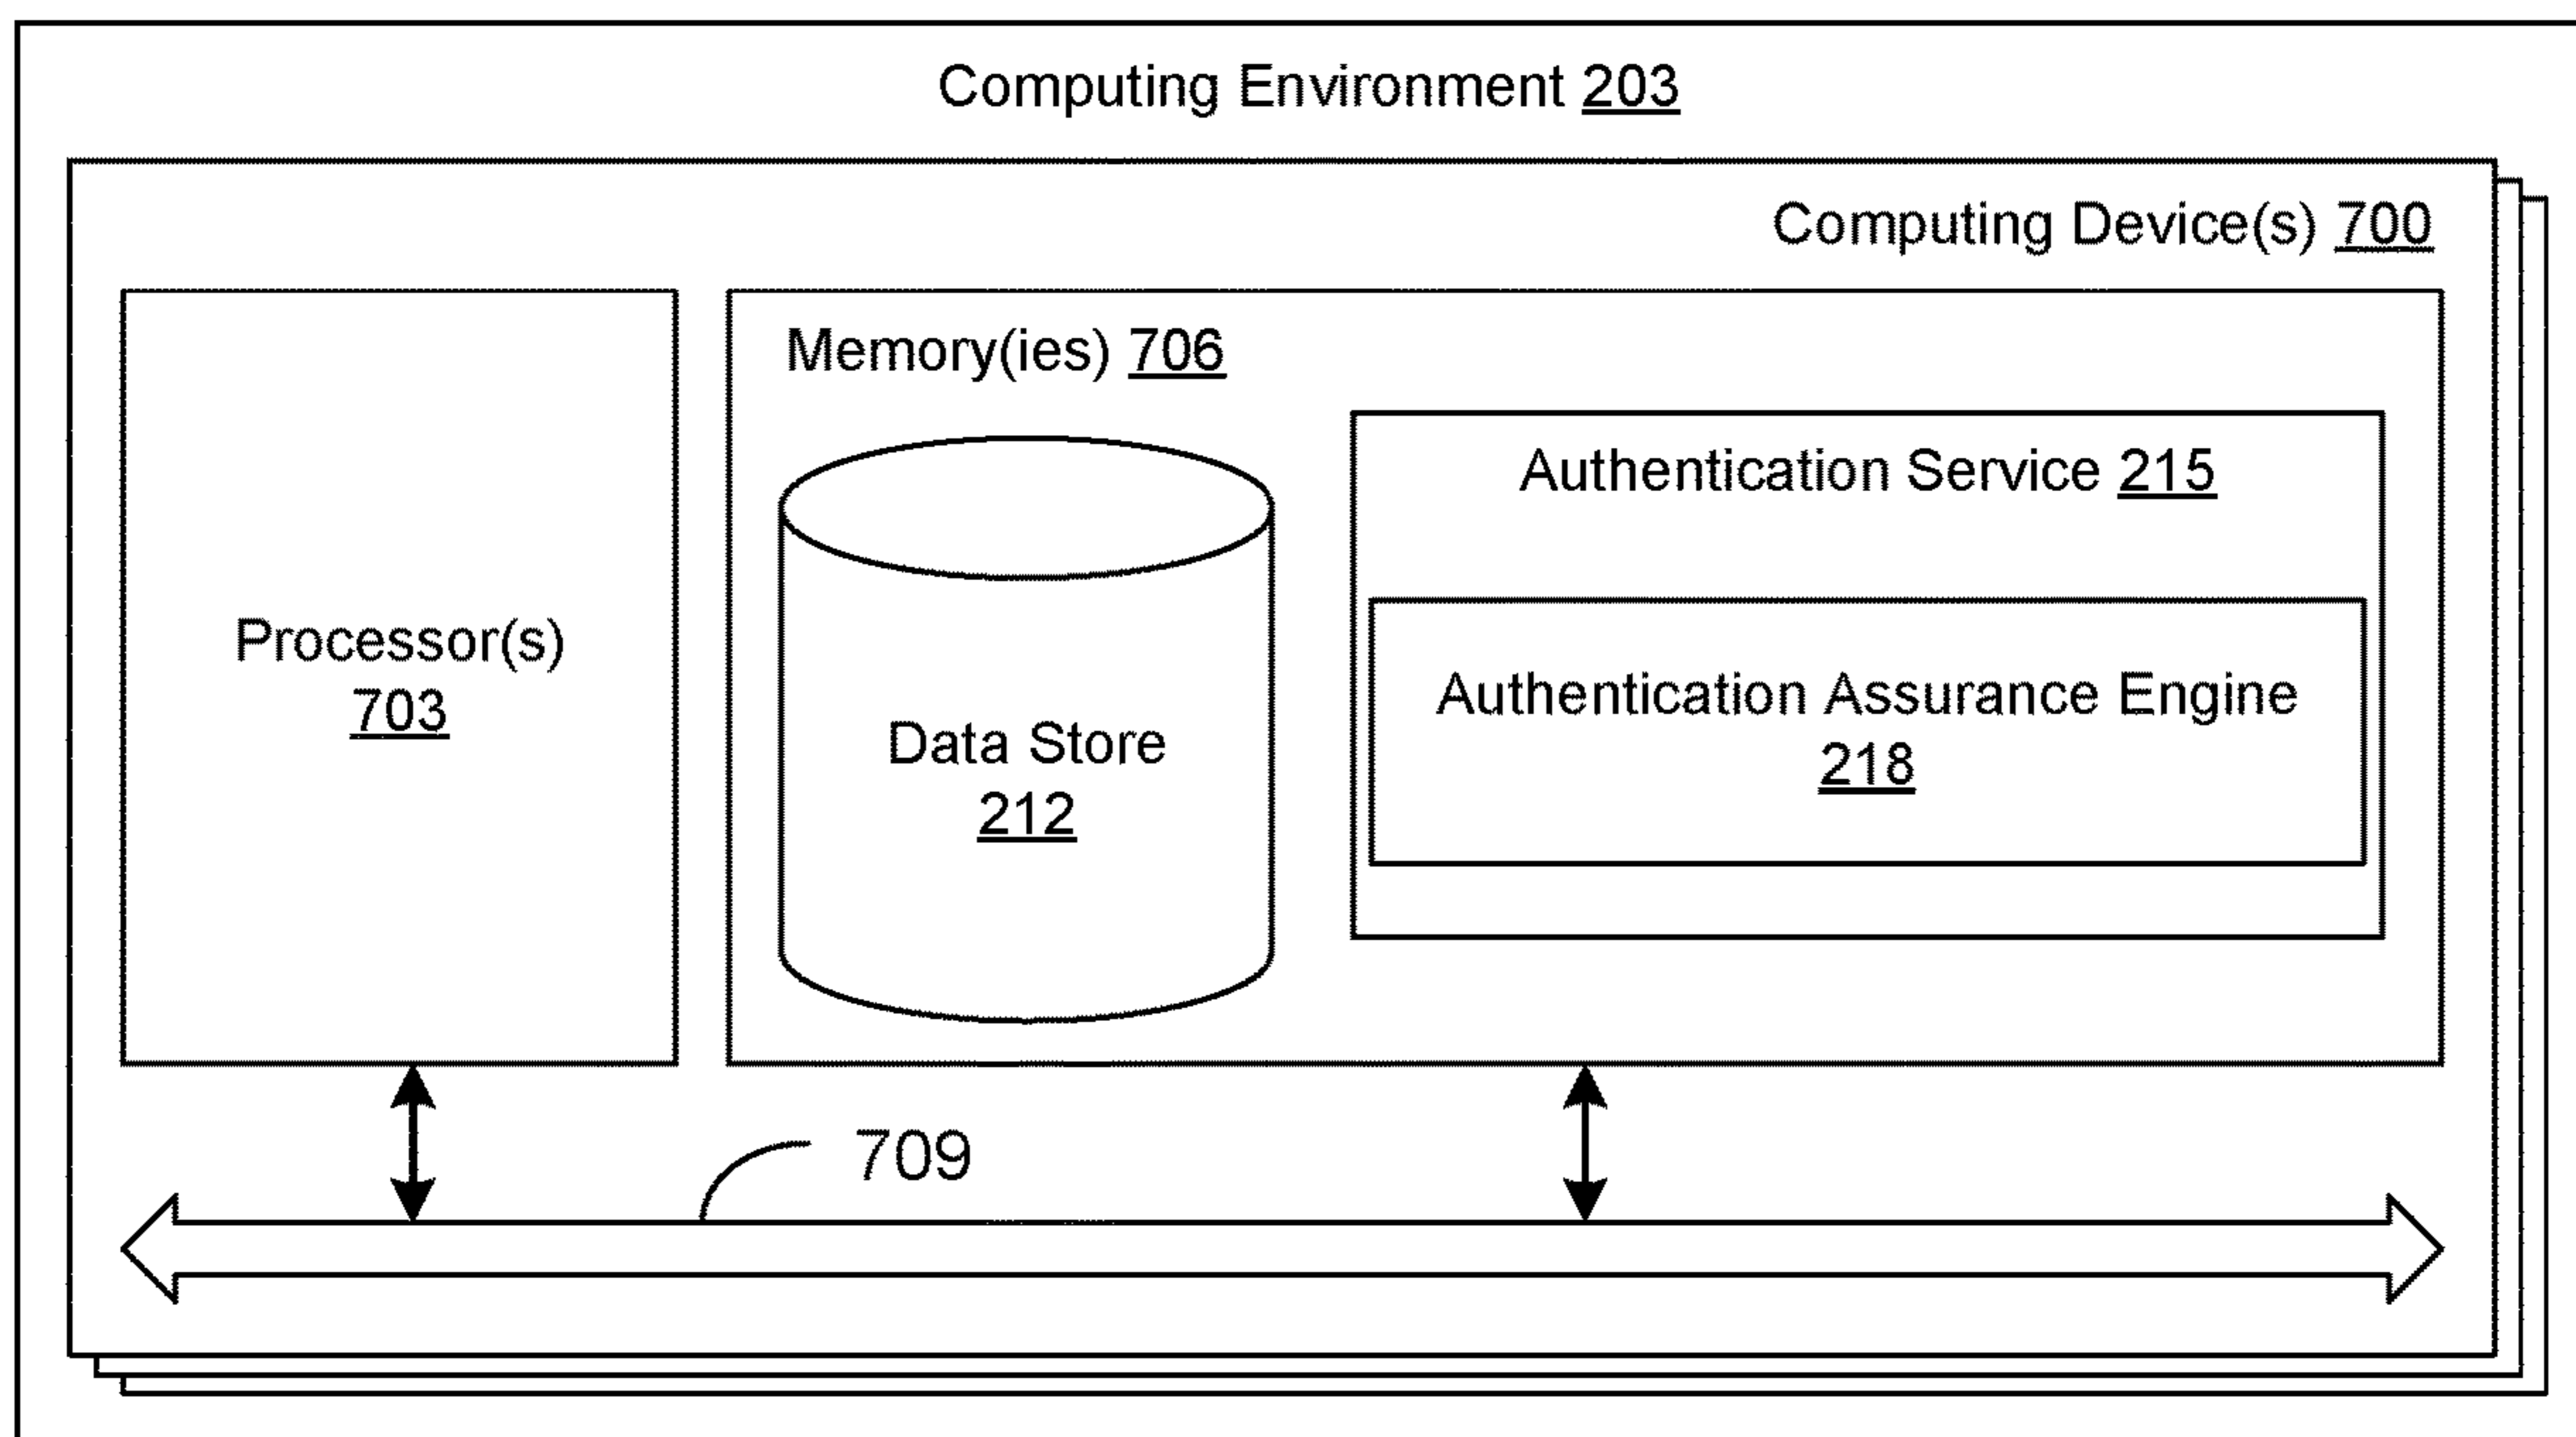 Computing Environment 203
Computing Device(s) 700
Memory(ies) 706
Authentication Service 215
Processor(s)
703
Authentication Assurance Engine
218
Data Store
212
709